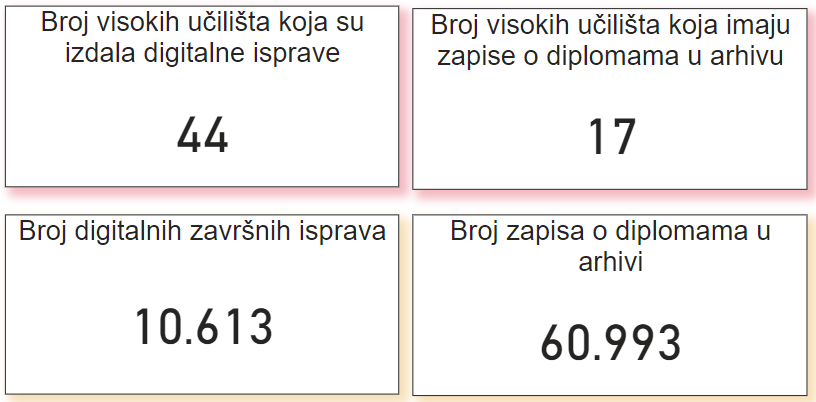 Broj visokih učilišta koja su
izdala digitalne isprave
44
Broj visokih učilišta koja imaju
zapise o diplomama u arhivu
17
Broj digitalnih završnih isprava
10.613
Broj zapisa o diplomama u
arhivi
60.993